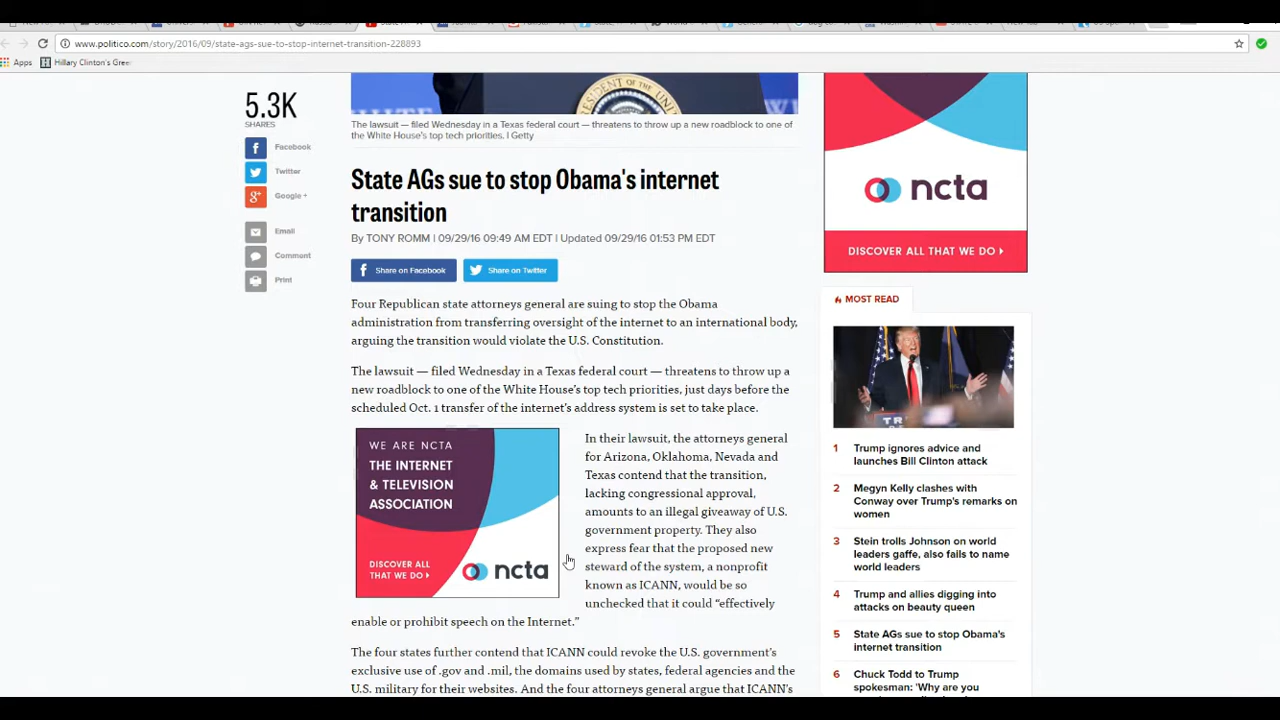 www.politico.com/story/2016/09/state-ags-sue-to-stop-internet-transition-228893
Apps
Hillary Clinton's Gree
5.3K
SHARES
Facebook
Twitter
Google +
Email
Comment
Print
The lawsuit — filed Wednesday in a Texas federal court — threatens to throw up a new roadblock to one of
the White House's top tech priorities. | Getty
State AGs sue to stop Obama's internet
transition
By TONY ROMM | 09/29/16 09:49 AM EDT | Updated 09/29/16 01:53 PM EDT
Share on Facebook
Share on Twitter
Four Republican state attorneys general are suing to stop the Obama
administration from transferring oversight of the internet to an international body,
arguing the transition would violate the U.S. Constitution.
The lawsuit — filed Wednesday in a Texas federal court — threatens to throw up a
new roadblock to one of the White House's top tech priorities, just days before the
scheduled Oct. 1 transfer of the internet's address system is set to take place.
WE ARE NCTA
THE INTERNET
& TELEVISION
ASSOCIATION
DISCOVER ALL
THAT WE DO
ncta
In their lawsuit, the attorneys general
for Arizona, Oklahoma, Nevada and
Texas contend that the transition,
lacking congressional approval,
amounts to an illegal giveaway of U.S.
government property. They also
express fear that the proposed new
steward of the system, a nonprofit
known as ICANN, would be so
unchecked that it could “effectively
enable or prohibit speech on the Internet.”
The four states further contend that ICANN could revoke the U.S. government's
exclusive use of .gov and .mil, the domains used by states, federal agencies and the
U.S. military for their websites. And the four attorneys general argue that ICANN's
ncta
DISCOVER ALL THAT WE DO
MOST READ
TR
1 Trump ignores advice and
launches Bill Clinton attack
2 Megyn Kelly clashes with
Conway over Trump's remarks on
women
3 Stein trolls Johnson on world
leaders gaffe, also fails to name
world leaders
4 Trump and allies digging into
attacks on beauty queen
5 State AGs sue to stop Obama's
internet transition
6 Chuck Todd to Trump
spokesman: 'Why are you